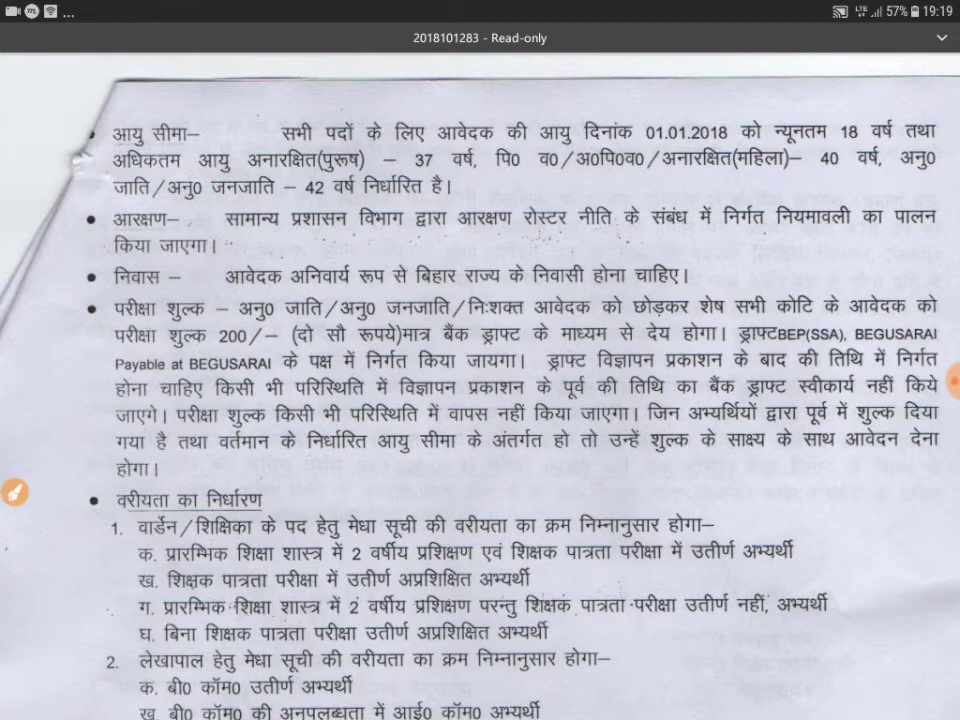 ... LTE 57% 19:19
2018101283 - Read-only
• आयु सीमा– सभी पदों के लिए आवेदक की आयु दिनांक 01.01.2018 को न्यूनतम 18 वर्ष तथा
अधिकतम आयु अनारक्षित(पुरूष) – 37 वर्ष, पि0 व0/अ0पि0व0/अनारक्षित(महिला)– 40 वर्ष, अनु0
जाति/अनु0 जनजाति – 42 वर्ष निर्धारित है।
• आरक्षण– सामान्य प्रशासन विभाग द्वारा आरक्षण रोस्टर नीति के संबंध में निर्गत नियमावली का पालन
किया जाएगा।
• निवास – आवेदक अनिवार्य रूप से बिहार राज्य के निवासी होना चाहिए।
• परीक्षा शुल्क – अनु0 जाति/अनु0 जनजाति/निःशक्त आवेदक को छोड़कर शेष सभी कोटि के आवेदक को
परीक्षा शुल्क 200/– (दो सौ रूपये)मात्र बैंक ड्राफ्ट के माध्यम से देय होगा। ड्राफ्टBEP(SSA), BEGUSARAI
Payable at BEGUSARAI के पक्ष में निर्गत किया जायगा। ड्राफ्ट विज्ञापन प्रकाशन के बाद की तिथि में निर्गत
होना चाहिए किसी भी परिस्थिति में विज्ञापन प्रकाशन के पूर्व की तिथि का बैंक ड्राफ्ट स्वीकार्य नहीं किये
जाएगे। परीक्षा शुल्क किसी भी परिस्थिति में वापस नहीं किया जाएगा। जिन अभ्यर्थियों द्वारा पूर्व में शुल्क दिया
गया है तथा वर्तमान के निर्धारित आयु सीमा के अंतर्गत हो तो उन्हें शुल्क के साक्ष्य के साथ आवेदन देना
होगा।
• वरीयता का निर्धारण
1. वार्डेन/शिक्षिका के पद हेतु मेधा सूची की वरीयता का क्रम निम्नानुसार होगा–
क. प्रारम्भिक शिक्षा शास्त्र में 2 वर्षीय प्रशिक्षण एवं शिक्षक पात्रता परीक्षा में उतीर्ण अभ्यर्थी
ख. शिक्षक पात्रता परीक्षा में उतीर्ण अप्रशिक्षित अभ्यर्थी
ग. प्रारम्भिक शिक्षा शास्त्र में 2 वर्षीय प्रशिक्षण परन्तु शिक्षक पात्रता परीक्षा उतीर्ण नहीं, अभ्यर्थी
घ. बिना शिक्षक पात्रता परीक्षा उतीर्ण अप्रशिक्षित अभ्यर्थी
2. लेखापाल हेतु मेधा सूची की वरीयता का क्रम निम्नानुसार होगा–
क. बी0 कॉम0 उतीर्ण अभ्यर्थी
ख. बी0 कॉम0 की अनुपलब्धता में आई0 कॉम0 अभ्यर्थी